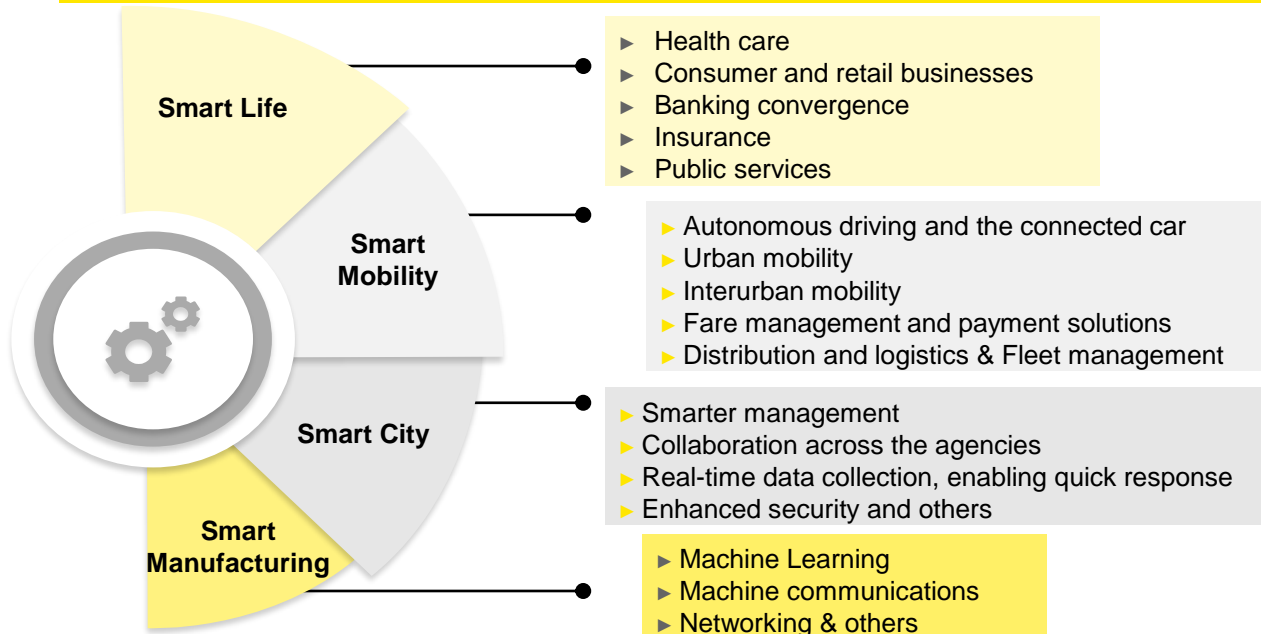 Smart Life
Health care
Consumer and retail businesses
Banking convergence
Insurance
Public services
Smart
Mobility
Autonomous driving and the connected car
Urban mobility
Interurban mobility
Fare management and payment solutions
Distribution and logistics & Fleet management
Smart City
Smarter management
Collaboration across the agencies
Real-time data collection, enabling quick response
Enhanced security and others
Smart
Manufacturing
Machine Learning
Machine communications
Networking & others